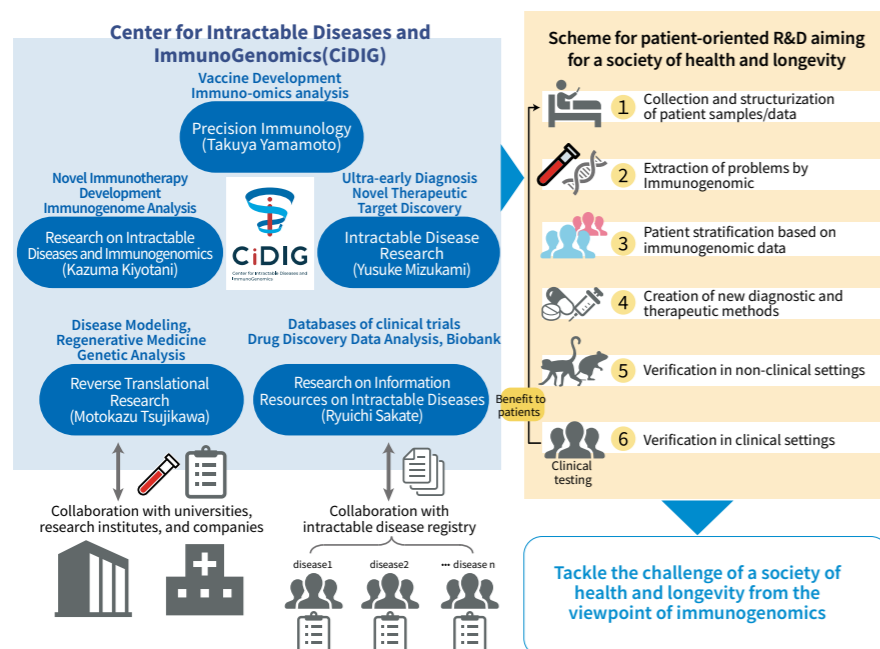 Center for Intractable Diseases and
ImmunoGenomics(CiDIG)
Vaccine Development
Immuno-omics analysis
Precision Immunology
(Takuya Yamamoto)
Novel Immunotherapy
Development
Immunogenome Analysis
Research on Intractable
Diseases and Immunogenomics
(Kazuma Kiyotani)
CiDIG
Center for Intractable Diseases and
ImmunoGenomics
Ultra-early Diagnosis
Novel Therapeutic
Target Discovery
Intractable Disease
Research
(Yusuke Mizukami)
Disease Modeling,
Regenerative Medicine
Genetic Analysis
Reverse Translational
Research
(Motokazu Tsujikawa)
Databases of clinical trials
Drug Discovery Data Analysis, Biobank
Research on Information
Resources on Intractable Diseases
(Ryuichi Sakate)
Collaboration with universities,
research institutes, and companies
Collaboration with
intractable disease registry
disease1
disease2
··· disease n
Scheme for patient-oriented R&D aiming
for a society of health and longevity
1 Collection and structurization
of patient samples/data
2 Extraction of problems by
Immunogenomic
3 Patient stratification based on
immunogenomic data
4 Creation of new diagnostic and
therapeutic methods
5 Verification in non-clinical settings
Benefit to
patients
6 Verification in clinical settings
Clinical
testing
Tackle the challenge of a society of
health and longevity from the
viewpoint of immunogenomics